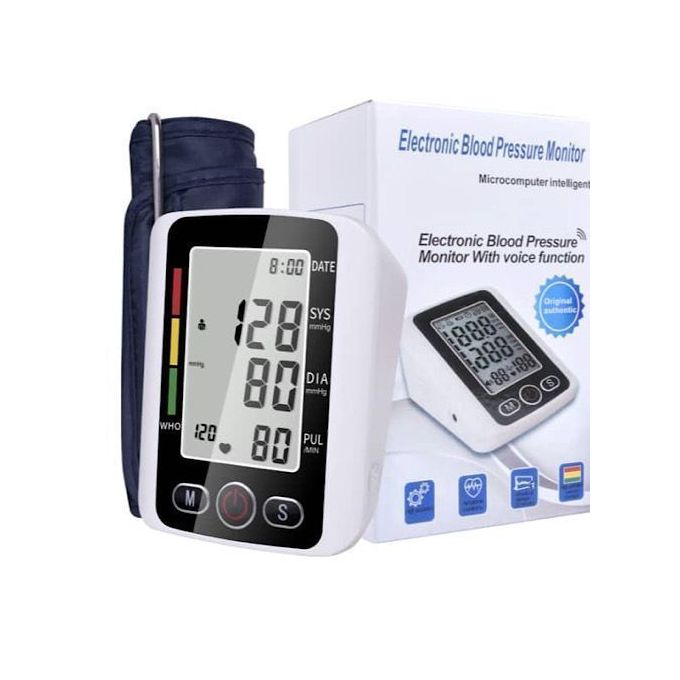 Electronic Blood Pressure Monitor
Microcomputer intelligent
Electronic Blood Pressure
Monitor With voice function
Original
authentic
8:00 DATE
128 SYS
mmHg
mmHg
80 DIA
mmHg
WHO
120 80 PUL
/MIN
M S
M S